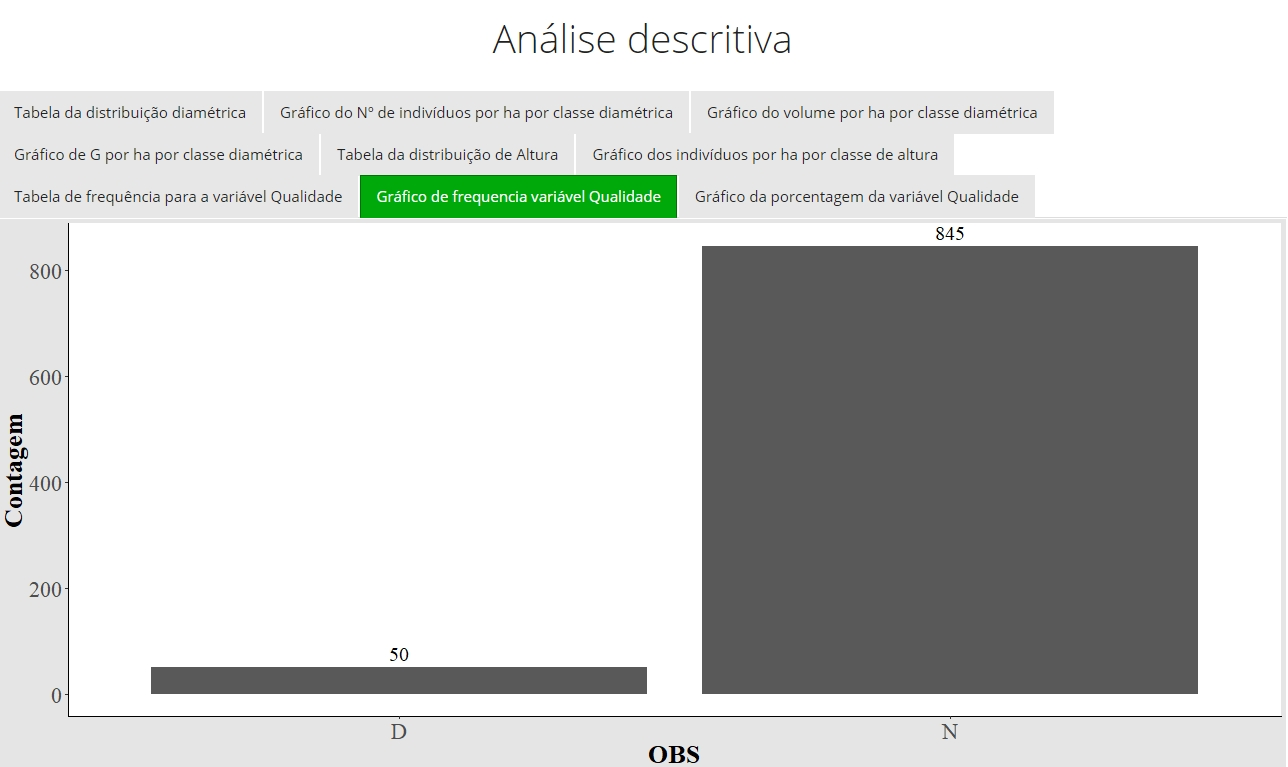 Análise descritiva
Tabela da distribuição diamétrica
Gráfico do Nº de indivíduos por ha por classe diamétrica
Gráfico do volume por ha por classe diamétrica
Gráfico de G por ha por classe diamétrica
Tabela da distribuição de Altura
Gráfico dos indivíduos por ha por classe de altura
Tabela de frequência para a variável Qualidade
Gráfico de frequencia variável Qualidade
Gráfico da porcentagem da variável Qualidade
845
800
600
Contagem
400
200
50
0
D
N
OBS